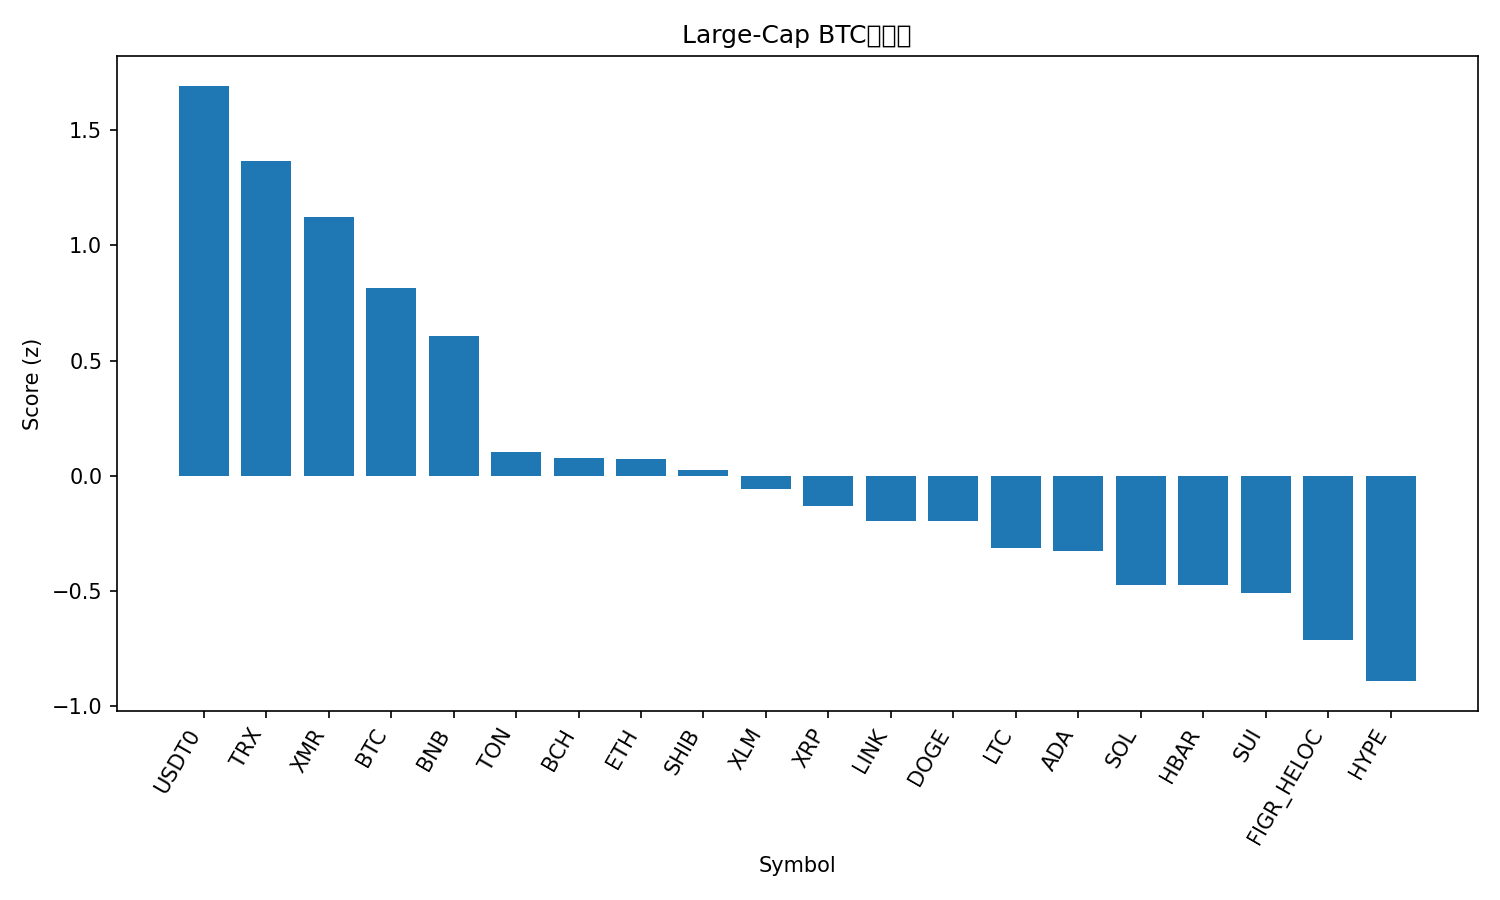 Large-Cap BTC
Score (z)
1.5
1.0
0.5
0.0
−0.5
−1.0
USDT0
TRX
XMR
BTC
BNB
TON
BCH
ETH
SHIB
XLM
XRP
LINK
DOGE
LTC
ADA
SOL
HBAR
SUI
FIGR_HELOC
HYPE
Symbol